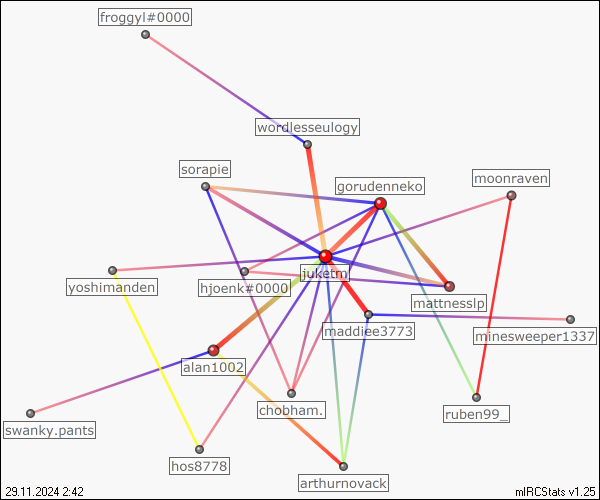 froggyl#0000
wordlesseulogy
sorapie
moonraven
gorudenneko
juketm
yoshimanden
hjoenk#0000
mattnesslp
maddiee3773
minesweeper1337
alan1002
chobham.
ruben99_
swanky.pants
hos8778
arthurnovack
29.11.2024 2:42
mIRCStats v1.25